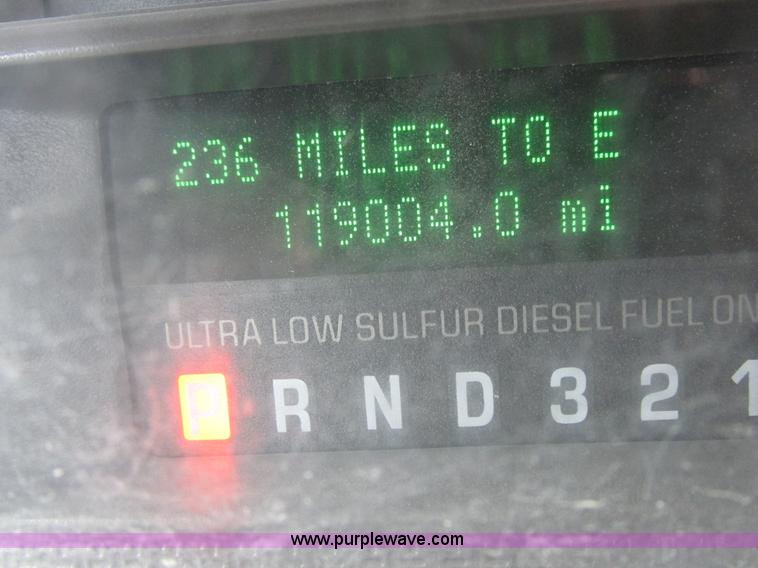 236 MILES TO E
119004.0 mi
ULTRA LOW SULFUR DIESEL FUEL ON
P R N D 3 2 1
www.purplewave.com